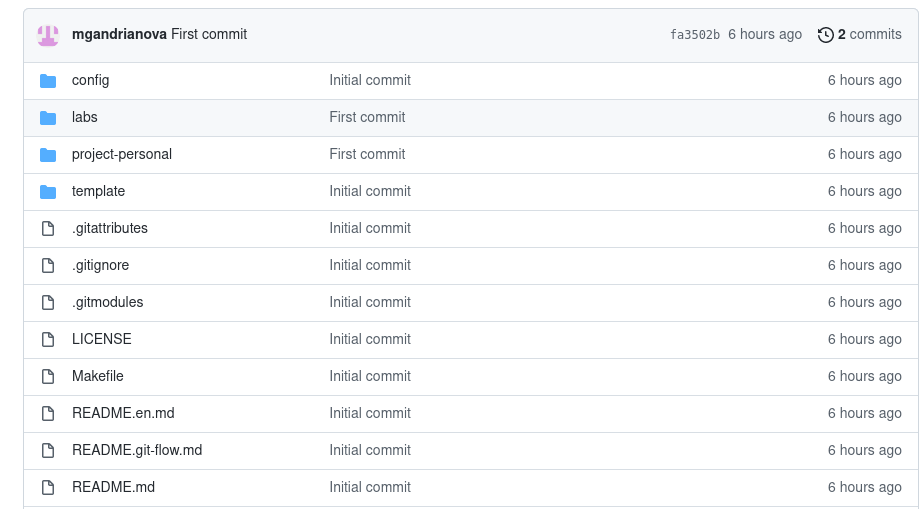 mgandrianova First commit fa3502b 6 hours ago 2 commits
config Initial commit 6 hours ago
labs First commit 6 hours ago
project-personal First commit 6 hours ago
template Initial commit 6 hours ago
.gitattributes Initial commit 6 hours ago
.gitignore Initial commit 6 hours ago
.gitmodules Initial commit 6 hours ago
LICENSE Initial commit 6 hours ago
Makefile Initial commit 6 hours ago
README.en.md Initial commit 6 hours ago
README.git-flow.md Initial commit 6 hours ago
README.md Initial commit 6 hours ago